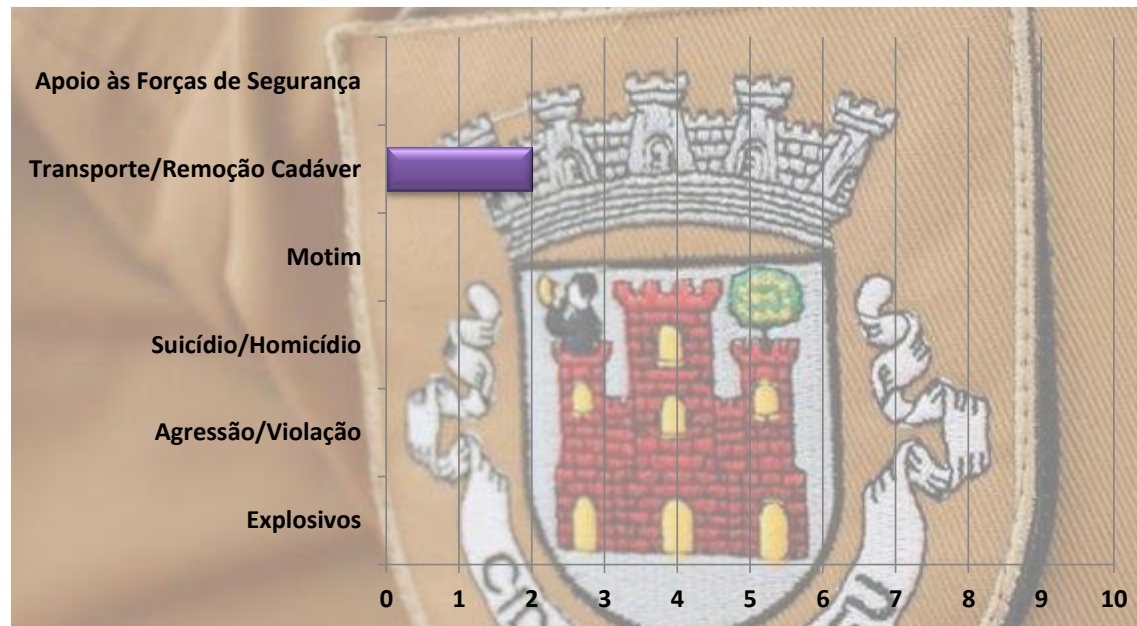 Apoio às Forças de Segurança
Transporte/Remoção Cadáver
Motim
Suicídio/Homicídio
Agressão/Violação
Explosivos
0 1 2 3 4 5 6 7 8 9 10